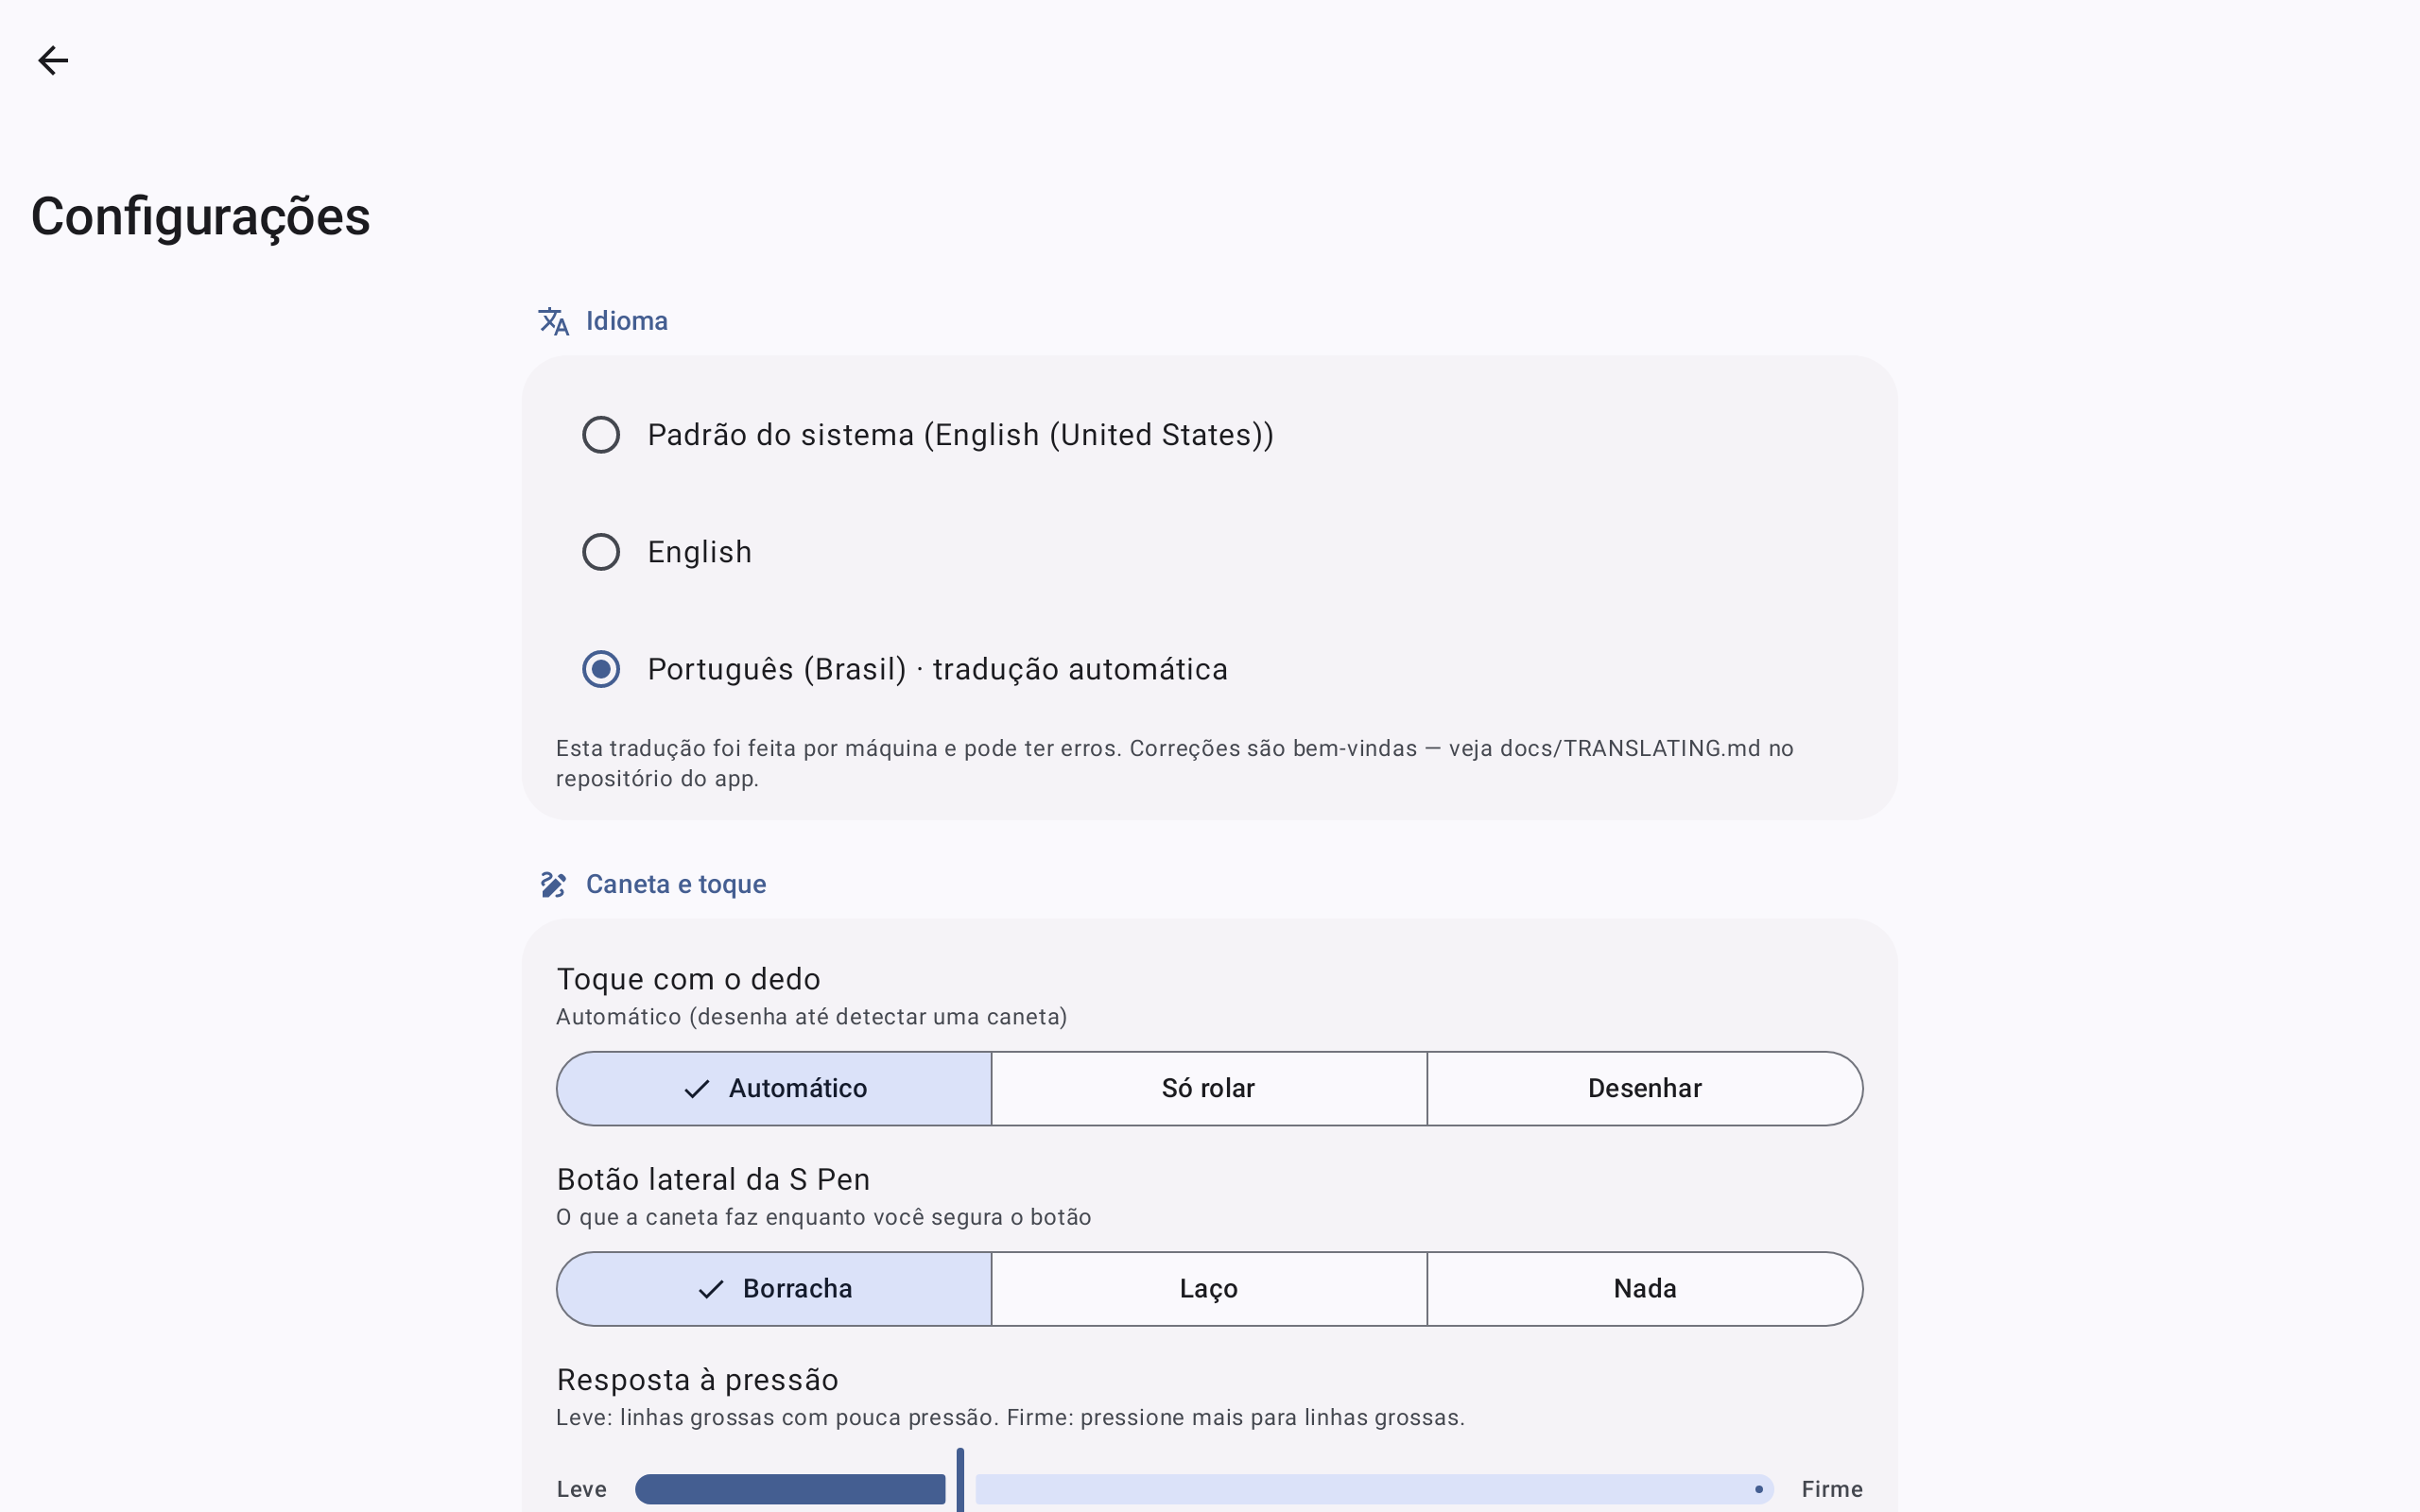 Configurações
Idioma
Padrão do sistema (English (United States))
English
Português (Brasil) · tradução automática
Esta tradução foi feita por máquina e pode ter erros. Correções são bem-vindas — veja docs/TRANSLATING.md no
repositório do app.
Caneta e toque
Toque com o dedo
Automático (desenha até detectar uma caneta)
Automático
Só rolar
Desenhar
Botão lateral da S Pen
O que a caneta faz enquanto você segura o botão
Borracha
Laço
Nada
Resposta à pressão
Leve: linhas grossas com pouca pressão. Firme: pressione mais para linhas grossas.
Leve
Firme